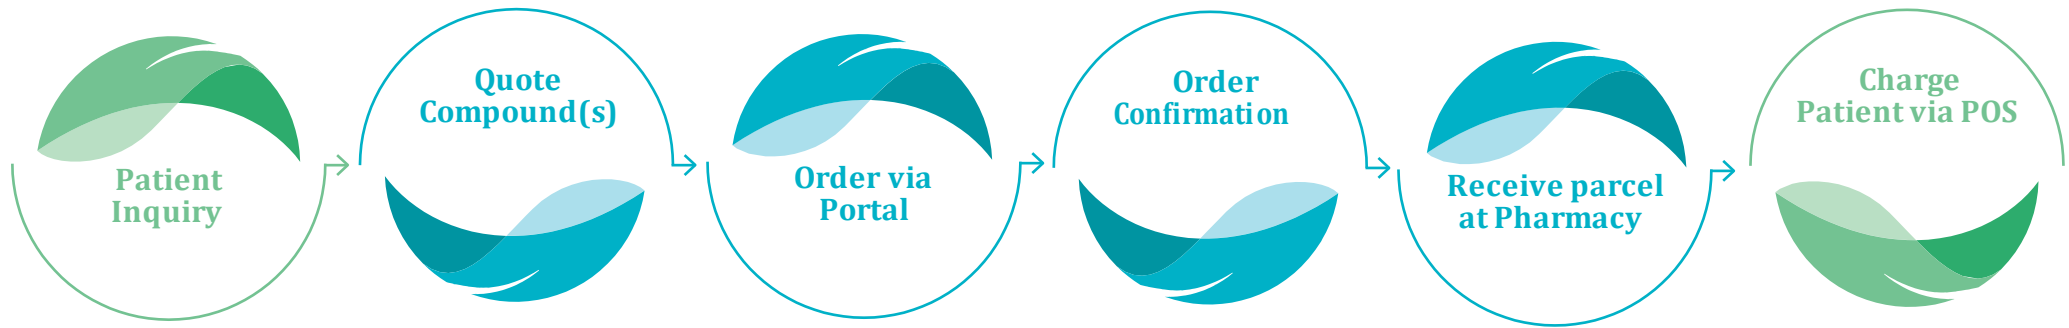 Patient
Inquiry
Quote
Compound(s)
Order via
Portal
Order
Confirmation
Receive parcel
at Pharmacy
Charge
Patient via POS